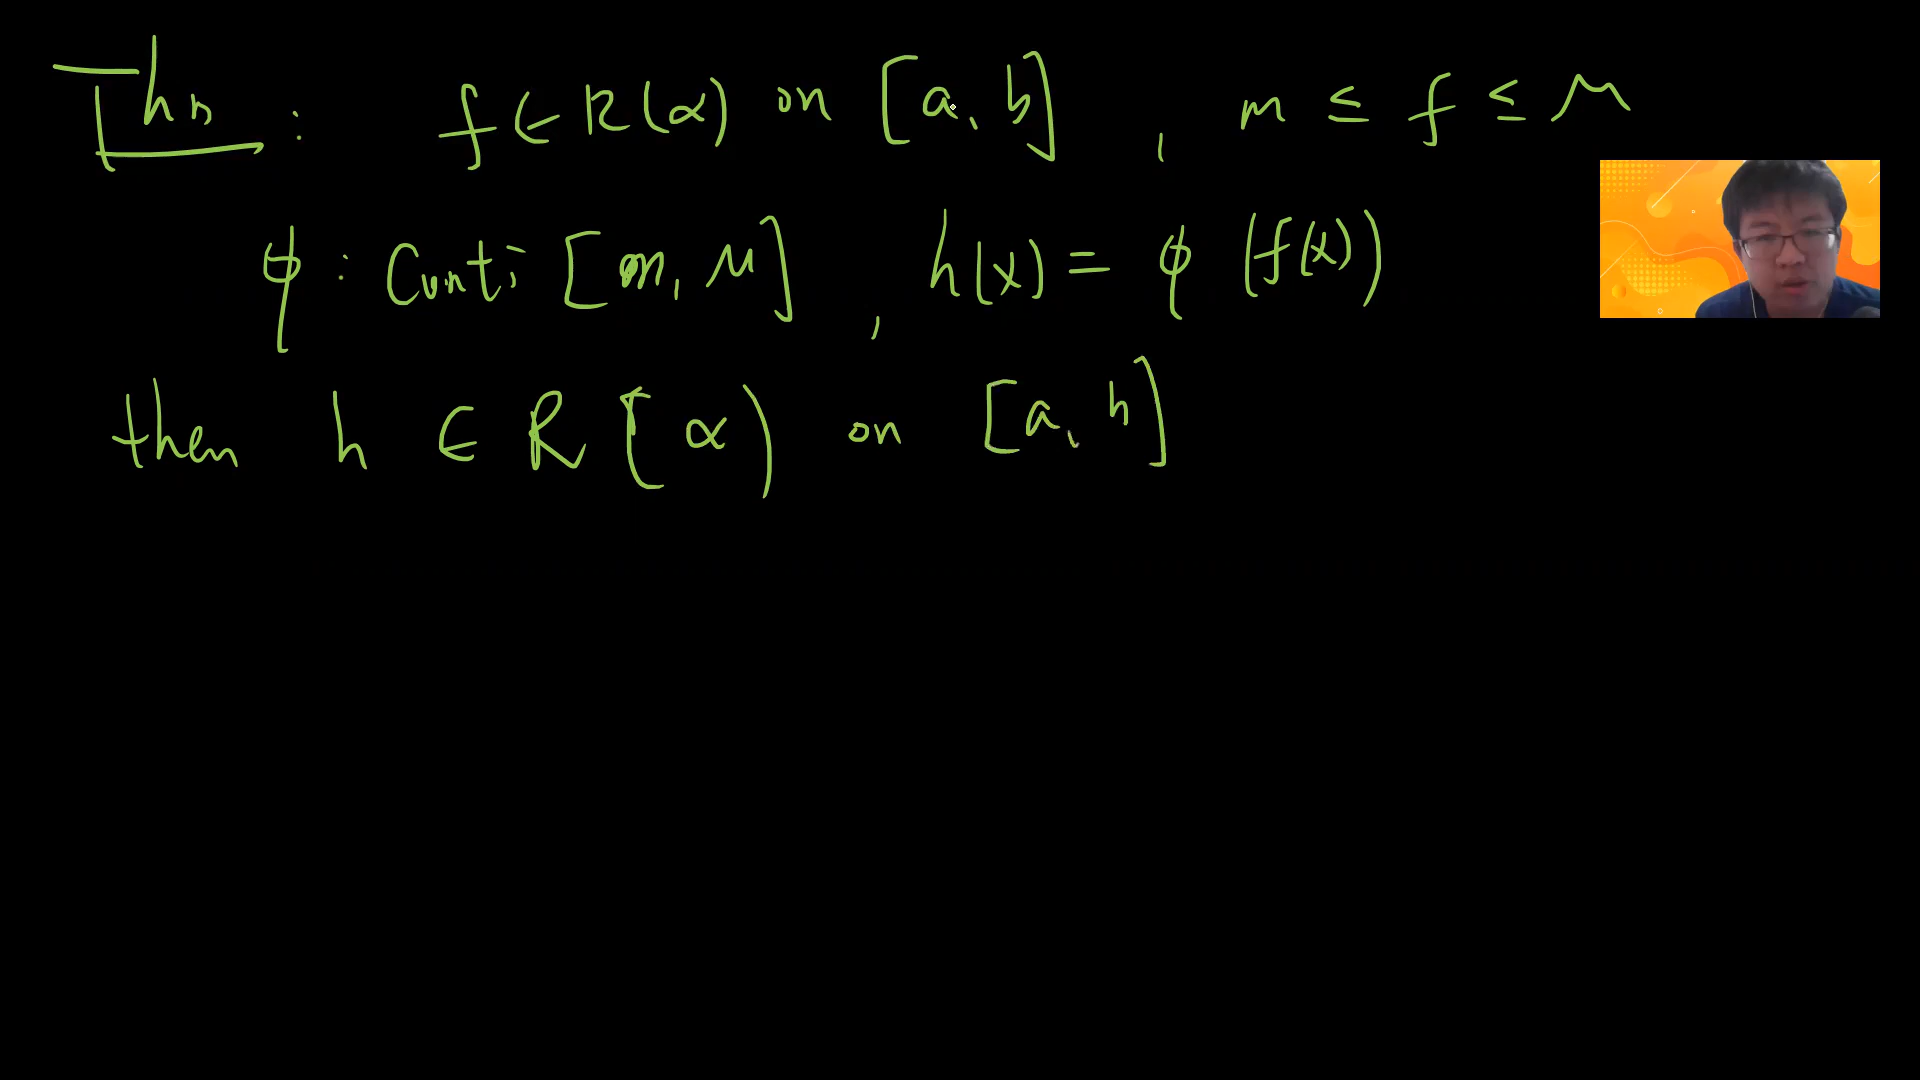 Thm : f ∈ R(α) on [a, b] , m ≤ f ≤ M
ϕ : Conti [m, M] , h(x) = ϕ (f(x))
then h ∈ R(α) on [a, b]